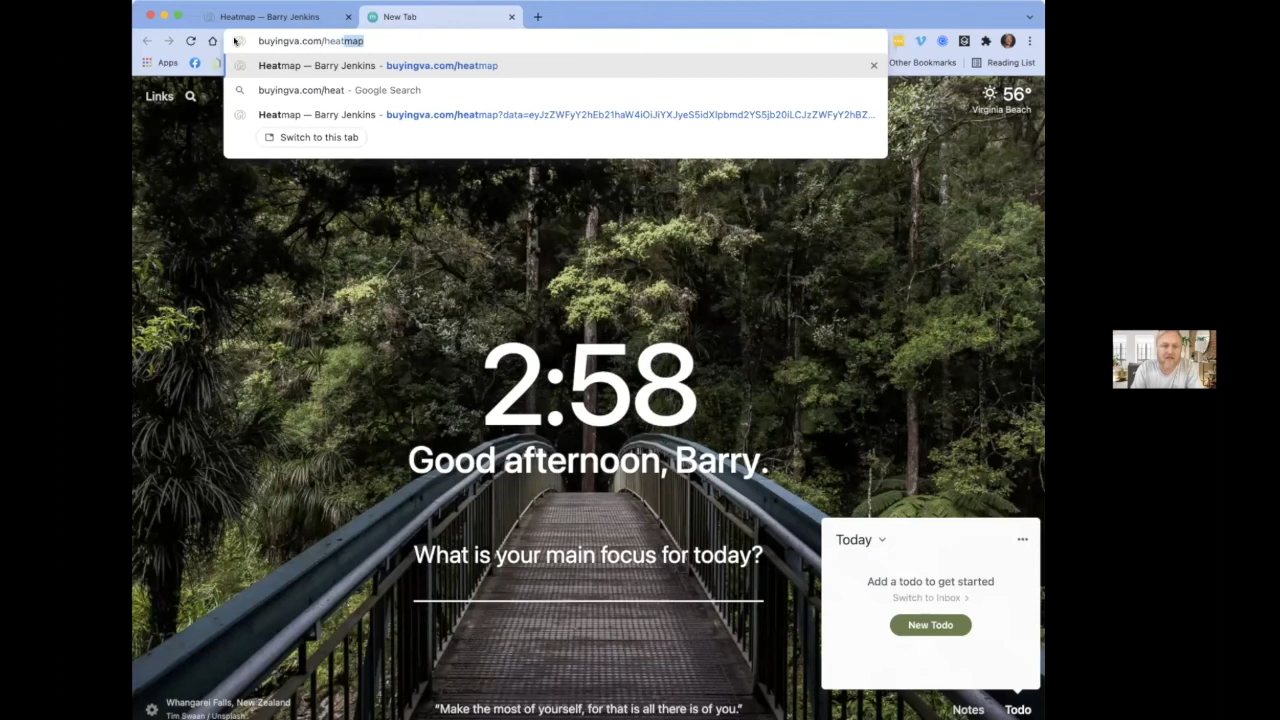 Heatmap — Barry Jenkins
New Tab
buyingva.com/heatmap
Apps
Other Bookmarks
Reading List
Heatmap — Barry Jenkins - buyingva.com/heatmap
buyingva.com/heat - Google Search
Heatmap — Barry Jenkins - buyingva.com/heatmap?data=eyJzZWFyY2hEb21haW4iOiJiYXJyeS5idXlpbmd2YS5jb20iLCJzZWFyY2hBZ...
Switch to this tab
Links
56°
Virginia Beach
2:58
Good afternoon, Barry.
What is your main focus for today?
Today
Add a todo to get started
Switch to Inbox >
New Todo
Whangarei Falls, New Zealand
Tim Swaan / Unsplash
“Make the most of yourself, for that is all there is of you.”
Notes
Todo